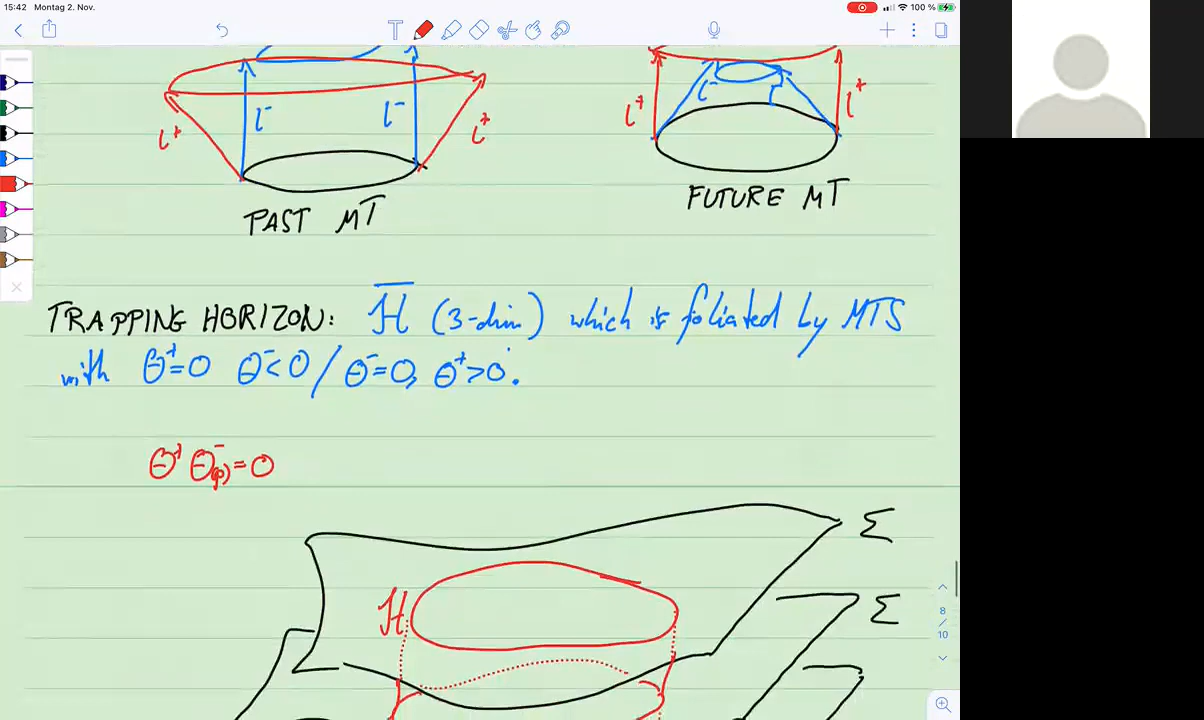 15:42 Montag 2. Nov.
100 %
T
l⁺ l⁻ l⁻ l⁺
l⁺ l⁻ l⁺
PAST MT
FUTURE MT
TRAPPING HORIZON: H̄ (3-dim) which is foliated by MTS
with Θ⁺=0 Θ⁻<0 / Θ⁻=0, Θ⁺>0.
Θ⁺Θ⁻(p)=0
Σ
H
Σ
8
/
10